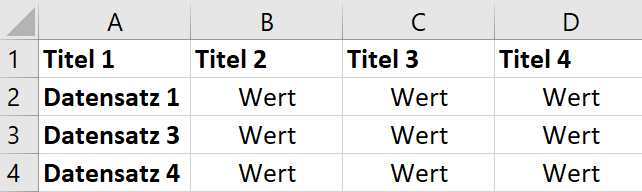 A B C D
1 Titel 1 Titel 2 Titel 3 Titel 4
2 Datensatz 1 Wert Wert Wert
3 Datensatz 3 Wert Wert Wert
4 Datensatz 4 Wert Wert Wert